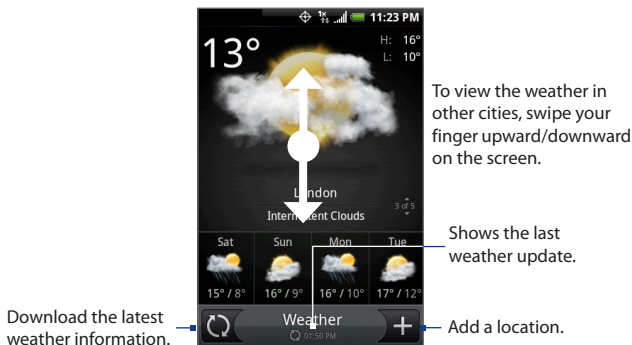 1x
11:23 PM
13°
H: 16°
L: 10°
To view the weather in
other cities, swipe your
finger upward/downward
on the screen.
London
3 of 5
Clouds
Shows the last
weather update.
Sat Sun Mon Tue
15° / 8° 16° / 9° 16° / 10° 17° / 12°
Download the latest
weather information.
Weather
01:50 PM
Add a location.